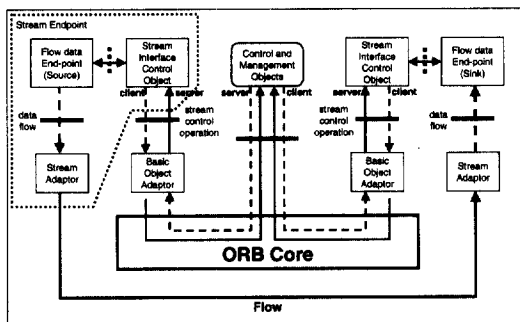 Stream Endpoint
Flow data
End-point
(Source)
Stream
Interface
Control
Object
Control and
Management
Objects
Stream
Interface
Control
Object
Flow data
End-point
(Sink)
client
server
server
client
server
client
data
flow
stream
control
operation
stream
control
operation
data
flow
Stream
Adaptor
Basic
Object
Adaptor
Basic
Object
Adaptor
Stream
Adaptor
ORB Core
Flow